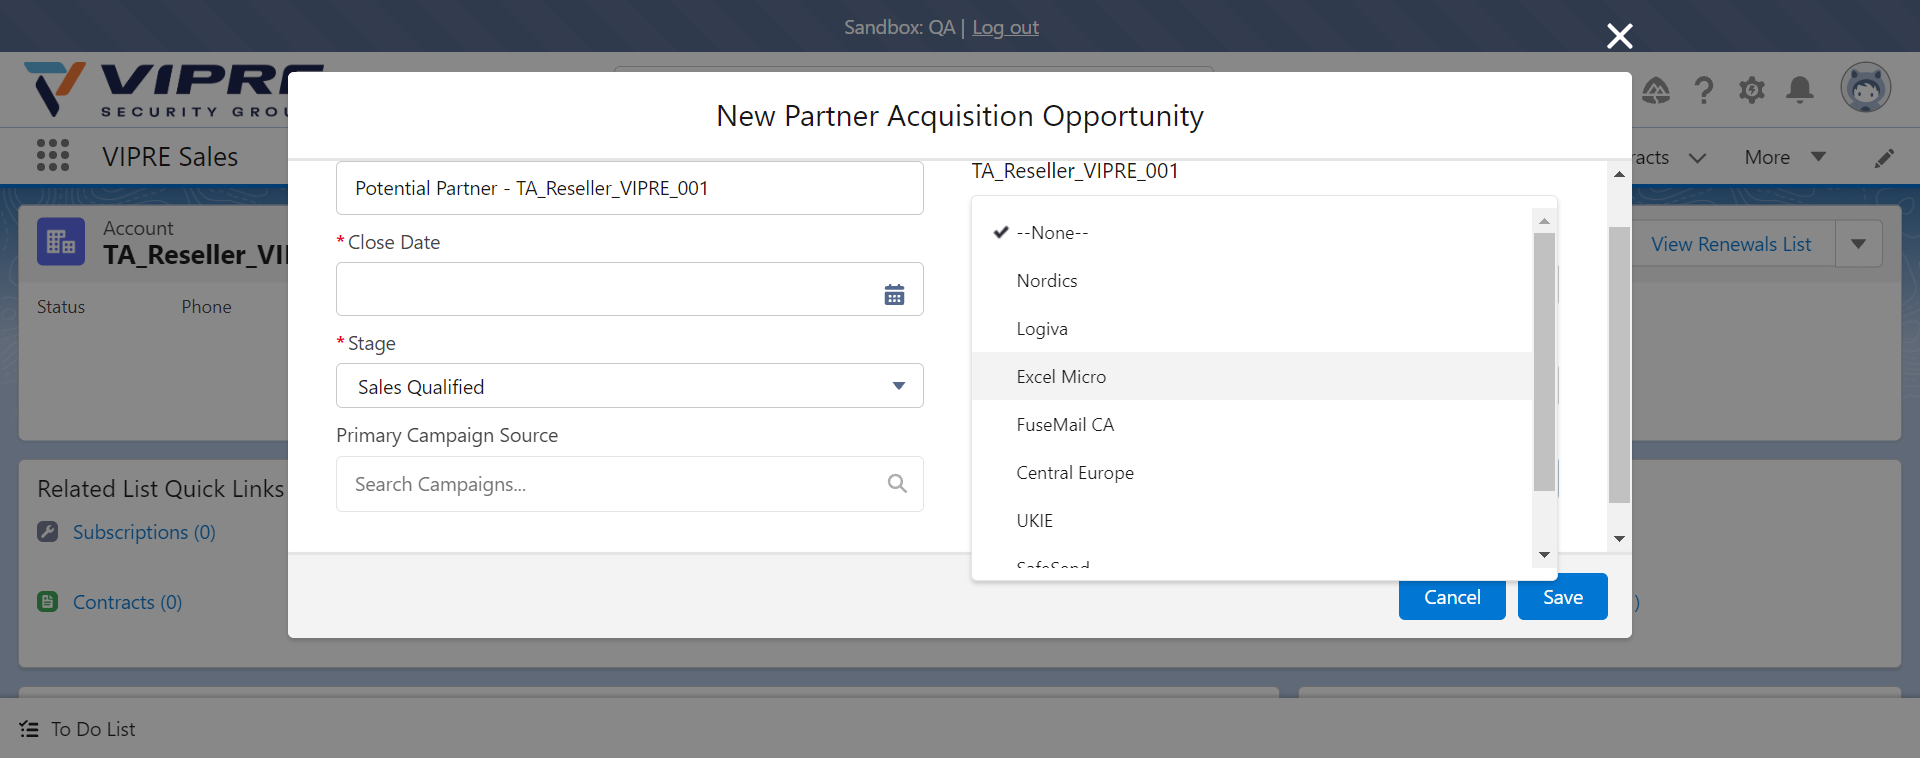 Sandbox: QA | Log out
VIPRE
SECURITY GROU
New Partner Acquisition Opportunity
VIPRE Sales
More
Potential Partner - TA_Reseller_VIPRE_001
TA_Reseller_VIPRE_001
Account
TA_Reseller_VI
View Renewals List
Status
Phone
*Close Date
*Stage
Sales Qualified
Primary Campaign Source
Search Campaigns...
--None--
Nordics
Logiva
Excel Micro
FuseMail CA
Central Europe
UKIE
Related List Quick Links
Subscriptions (0)
Contracts (0)
Cancel
Save
To Do List